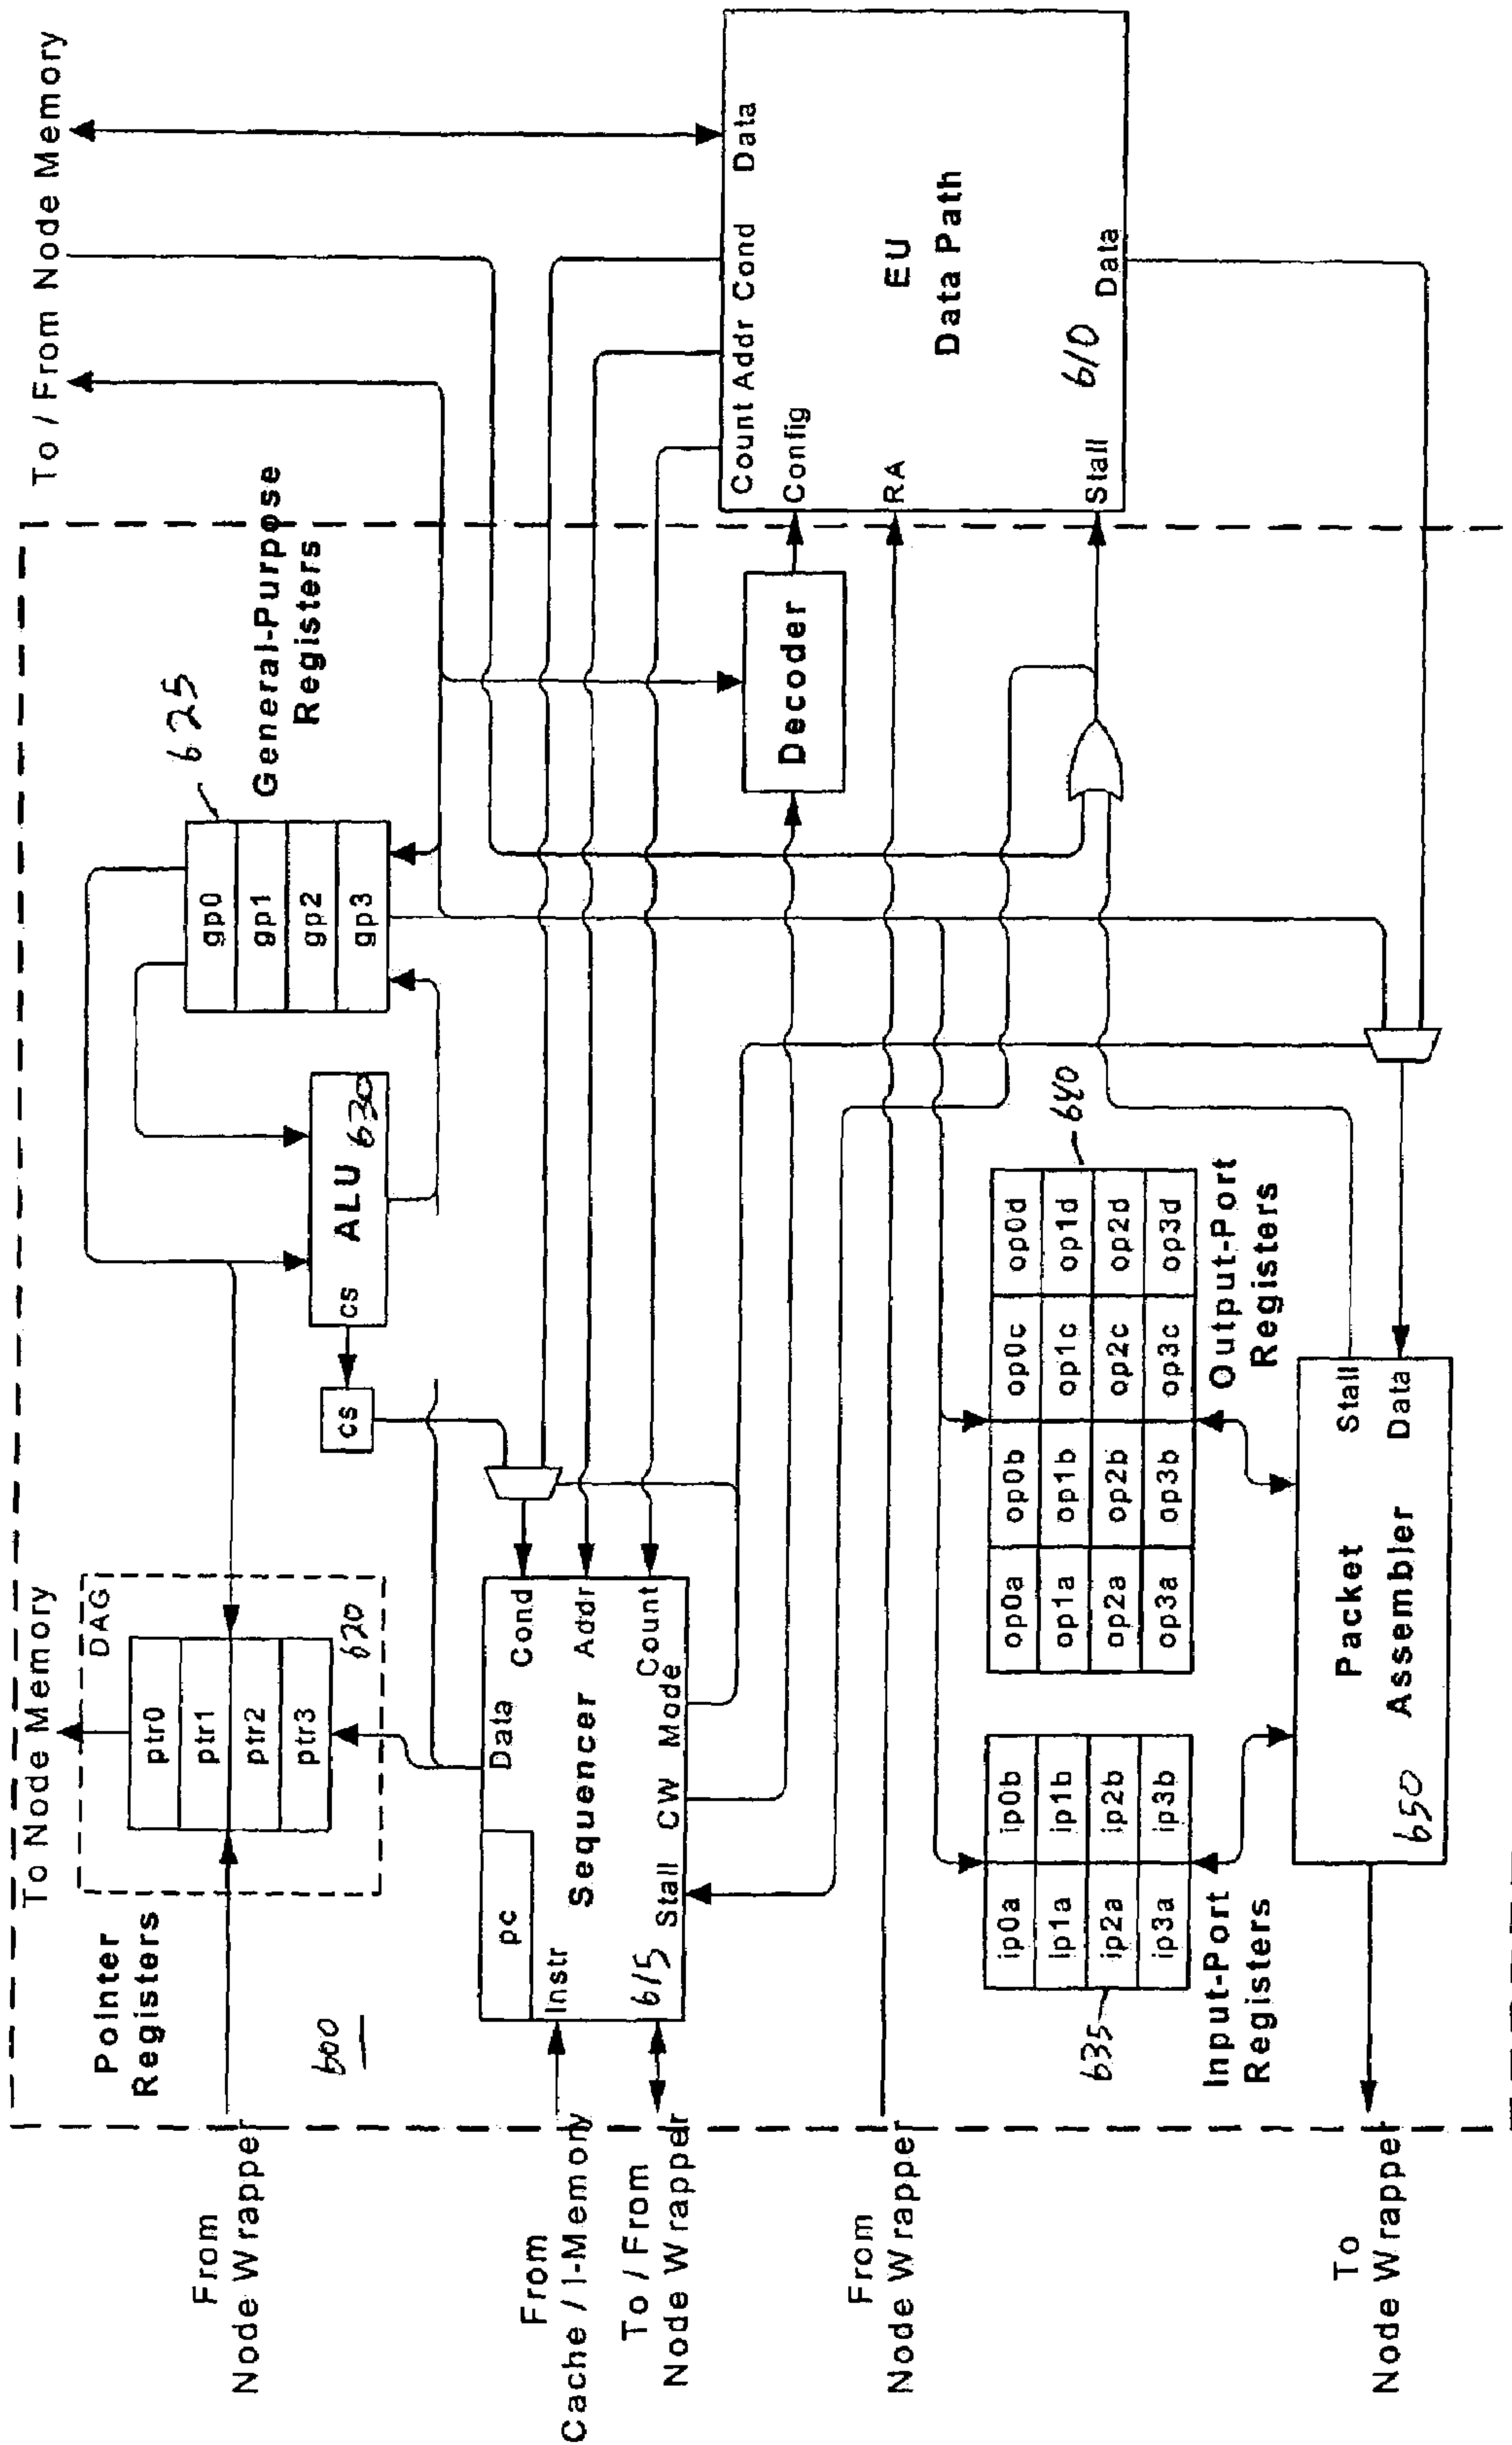 To / From Node Memory
To Node Memory
General-Purpose
Registers
625
gp0
gp1
gp2
gp3
ALU 630
cs
cs
DAG
ptr0
ptr1
ptr2
ptr3
620
Pointer
Registers
600
From
Node Wrapper
From
Cache / I-Memory
To / From
Node Wrapper
pc
Data
Cond
Instr
Sequencer
Addr
615
Stall
CW
Mode
Count
Decoder
Count
Addr
Cond
Data
Config
EU
Data Path
RA
610
Stall
Data
From
Node Wrapper
ip0a ip0b
ip1a ip1b
ip2a ip2b
ip3a ip3b
635
Input-Port
Registers
op0a op0b op0c op0d
op1a op1b op1c op1d
op2a op2b op2c op2d
op3a op3b op3c op3d
640
Output-Port
Registers
Packet
Assembler
650
Stall
Data
To
Node Wrapper